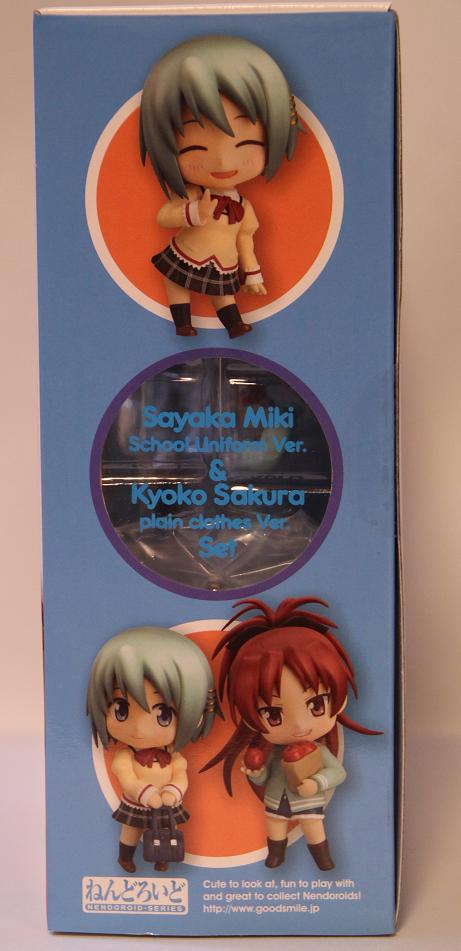 Sayaka Miki
School Uniform Ver.
&
Kyoko Sakura
plain clothes Ver.
Set
ねんどろいど
NENDOROID-SERIES
Cute to look at, fun to play with
and great to collect Nendoroids!
http://www.goodsmile.jp